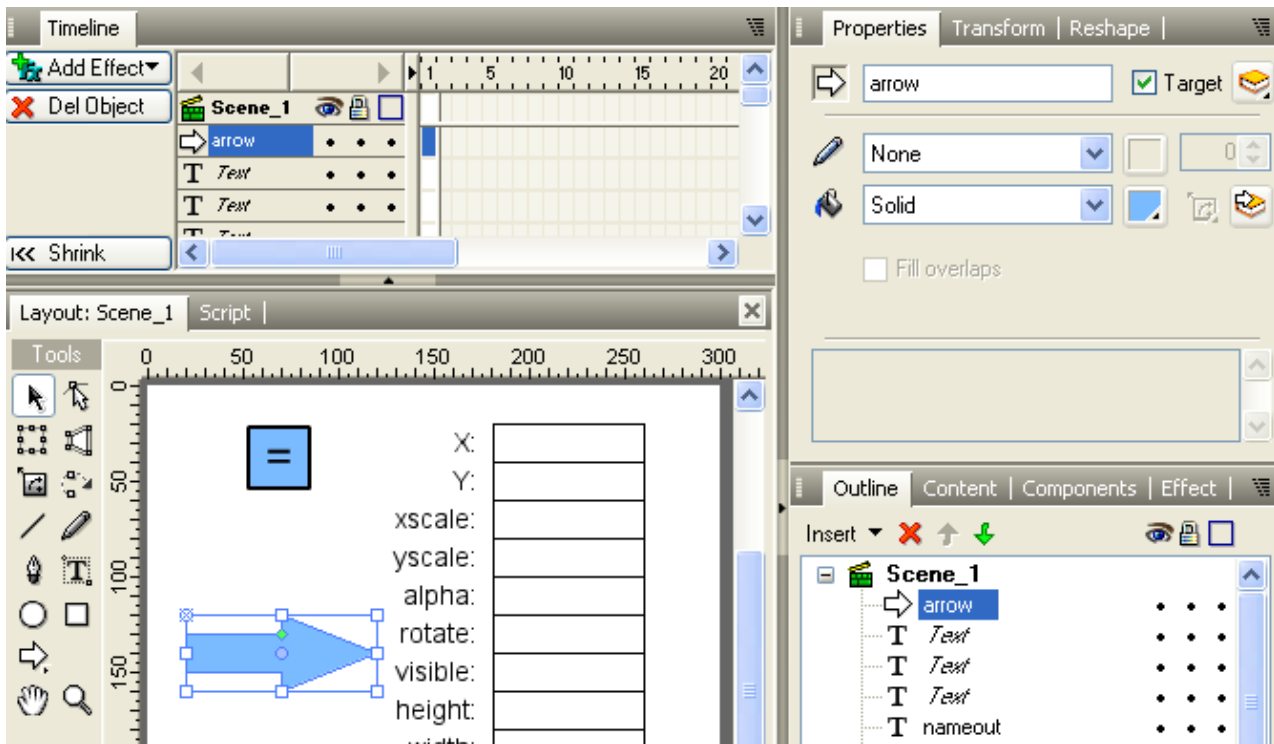 Timeline
Add Effect
1 5 10 15 20
Del Object
Scene_1
arrow
T Text
T Text
Shrink
Properties Transform | Reshape |
arrow
Target
None
0
Solid
Fill overlaps
Layout: Scene_1 Script |
Tools
0 50 100 150 200 250 300
0
50
100
150
T
=
X:
Y:
xscale:
yscale:
alpha:
rotate:
visible:
height:
width:
Outline Content | Components | Effect |
Insert
Scene_1
arrow
T Text
T Text
T Text
T nameout